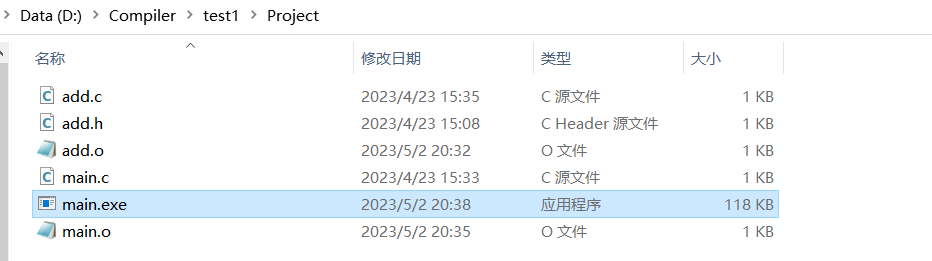 Data (D:) > Compiler > test1 > Project
名称 修改日期 类型 大小
add.c 2023/4/23 15:35 C 源文件 1 KB
add.h 2023/4/23 15:08 C Header 源文件 1 KB
add.o 2023/5/2 20:32 O 文件 1 KB
main.c 2023/4/23 15:33 C 源文件 1 KB
main.exe 2023/5/2 20:38 应用程序 118 KB
main.o 2023/5/2 20:35 O 文件 1 KB